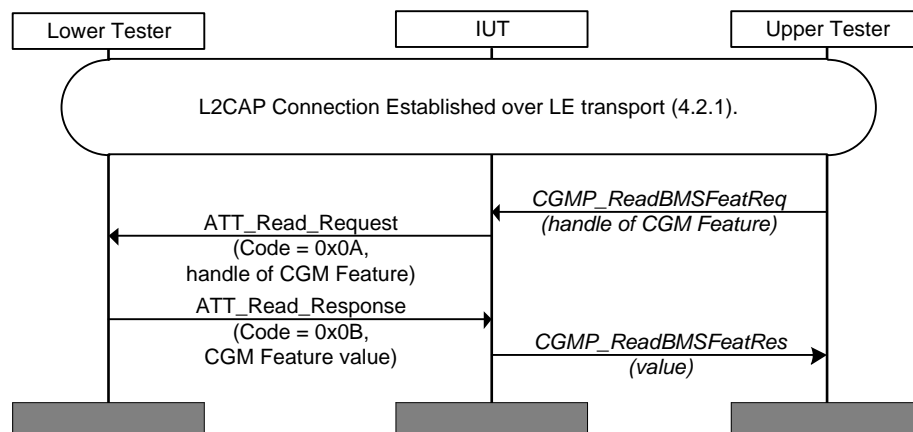 Lower Tester
IUT
Upper Tester
L2CAP Connection Established over LE transport (4.2.1).
CGMP_ReadBMSFeatReq
(handle of CGM Feature)
ATT_Read_Request
(Code = 0x0A,
handle of CGM Feature)
ATT_Read_Response
(Code = 0x0B,
CGM Feature value)
CGMP_ReadBMSFeatRes
(value)